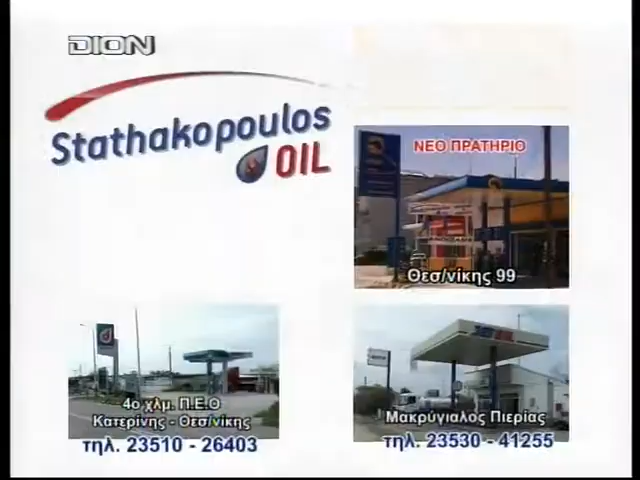 DION
Stathakopoulos
OIL
ΝΕΟ ΠΡΑΤΗΡΙΟ
Θεσ/νίκης 99
4ο χλμ. Π.Ε.Ο
Κατερίνης - Θεσ/νίκης
τηλ. 23510 - 26403
OIL
Μακρύγιαλος Πιερίας
τηλ. 23530 - 41255